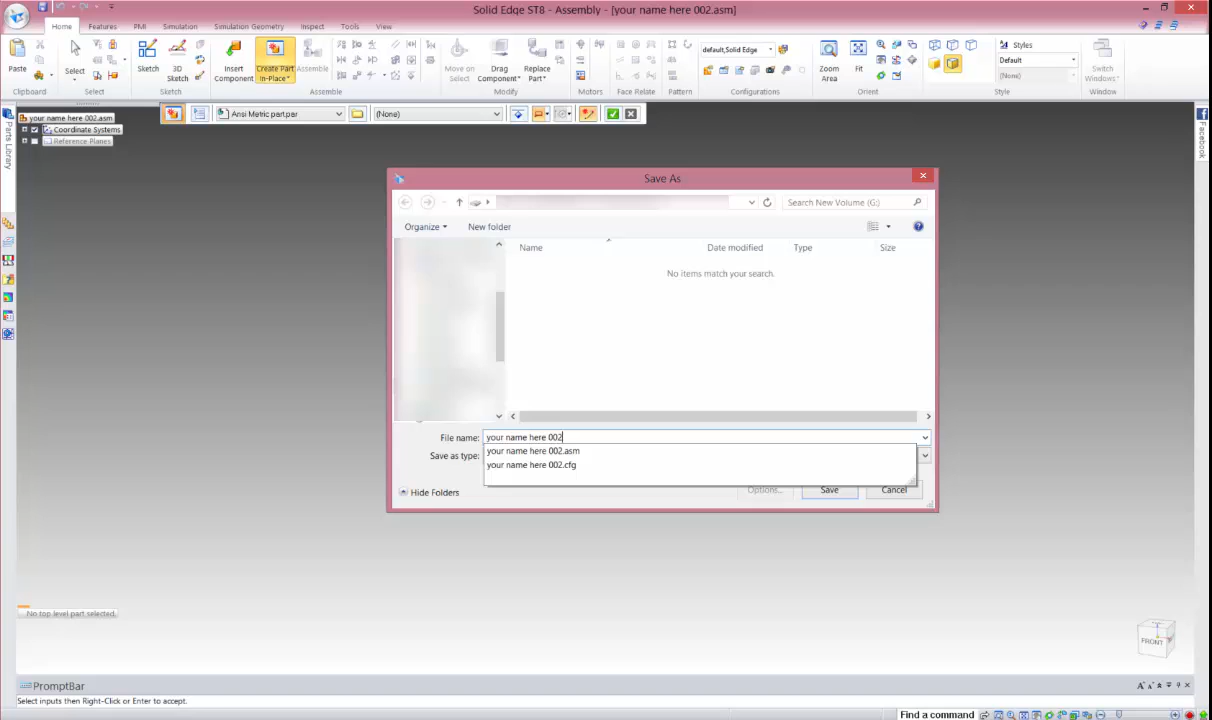 Solid Edge ST8 - Assembly - [your name here 002.asm]
Home Features PMI Simulation Simulation Geometry Inspect Tools View
Paste
Clipboard
Select
Select
Sketch
3D Sketch
Sketch
Insert Component
Create Part In-Place
Assemble
Assemble
Move on Select
Drag Component
Replace Part
Modify
Motors
Face Relate
Pattern
default,Solid Edge
Configurations
Zoom Area
Fit
Orient
Styles
Default
(None)
Style
Switch Windows
Window
Ansi Metric part.par
(None)
Parts Library
your name here 002.asm
Coordinate Systems
Reference Planes
Facebook
Save As
Search New Volume (G:)
Organize
New folder
Name Date modified Type Size
No items match your search.
File name: your name here 002
your name here 002.asm
Save as type:
your name here 002.cfg
Hide Folders
Options...
Save
Cancel
No top level part selected.
FRONT
PromptBar
Select inputs then Right-Click or Enter to accept.
Find a command